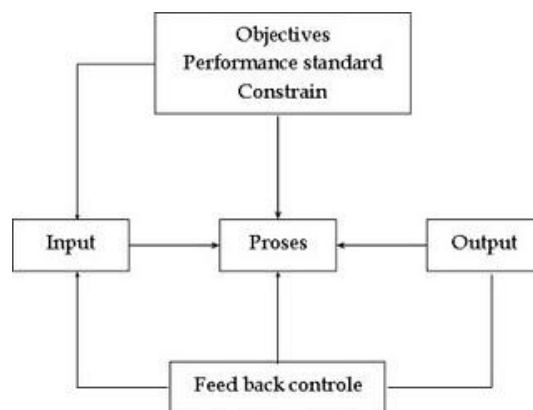 Objectives
Performance standard
Constrain
Input
Proses
Output
Feed back controle